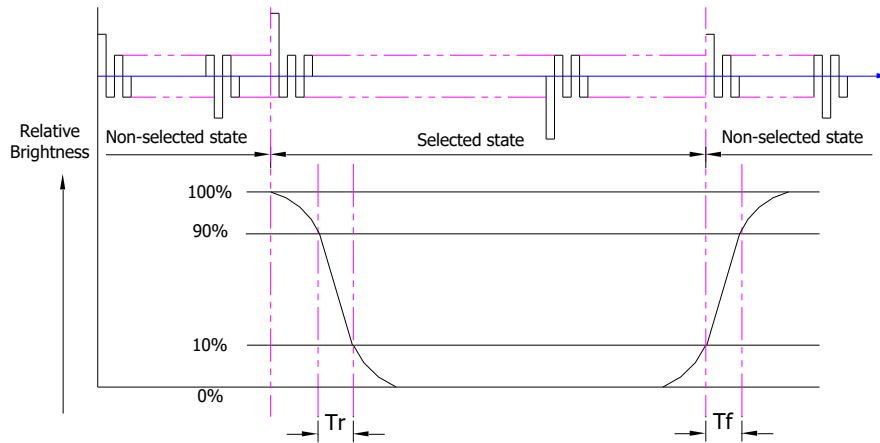 Relative
Brightness
Non-selected state
Selected state
Non-selected state
100%
90%
10%
0%
Tr
Tf